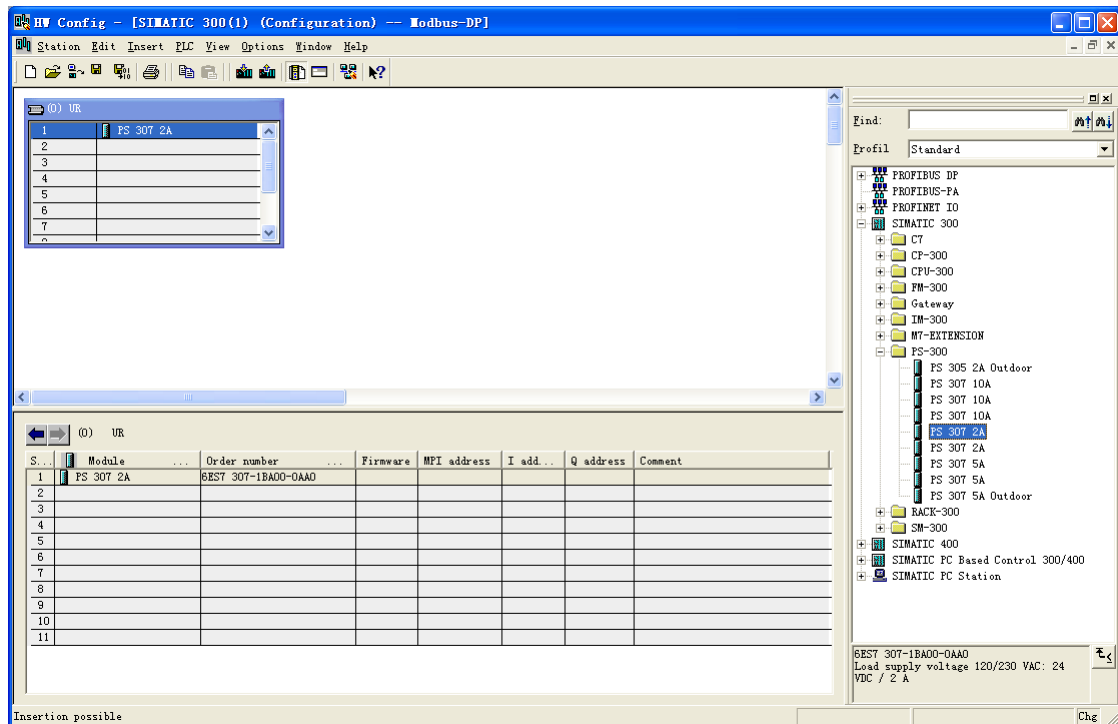 HW Config - [SIMATIC 300(1) (Configuration) -- Modbus-DP]
Station Edit Insert PLC View Options Window Help
(0) UR
1 PS 307 2A
2
3
4
5
6
7
Find:
Profil Standard
PROFIBUS DP
PROFIBUS-PA
PROFINET IO
SIMATIC 300
C7
CP-300
CPU-300
FM-300
Gateway
IM-300
M7-EXTENSION
PS-300
PS 305 2A Outdoor
PS 307 10A
PS 307 10A
PS 307 10A
PS 307 2A
PS 307 2A
PS 307 5A
PS 307 5A
PS 307 5A Outdoor
RACK-300
SM-300
SIMATIC 400
SIMATIC PC Based Control 300/400
SIMATIC PC Station
(0) UR
S... Module ... Order number ... Firmware MPI address I add... Q address Comment
1 PS 307 2A 6ES7 307-1BA00-0AA0
2
3
4
5
6
7
8
9
10
11
6ES7 307-1BA00-0AA0
Load supply voltage 120/230 VAC: 24
VDC / 2 A
Insertion possible
Chg